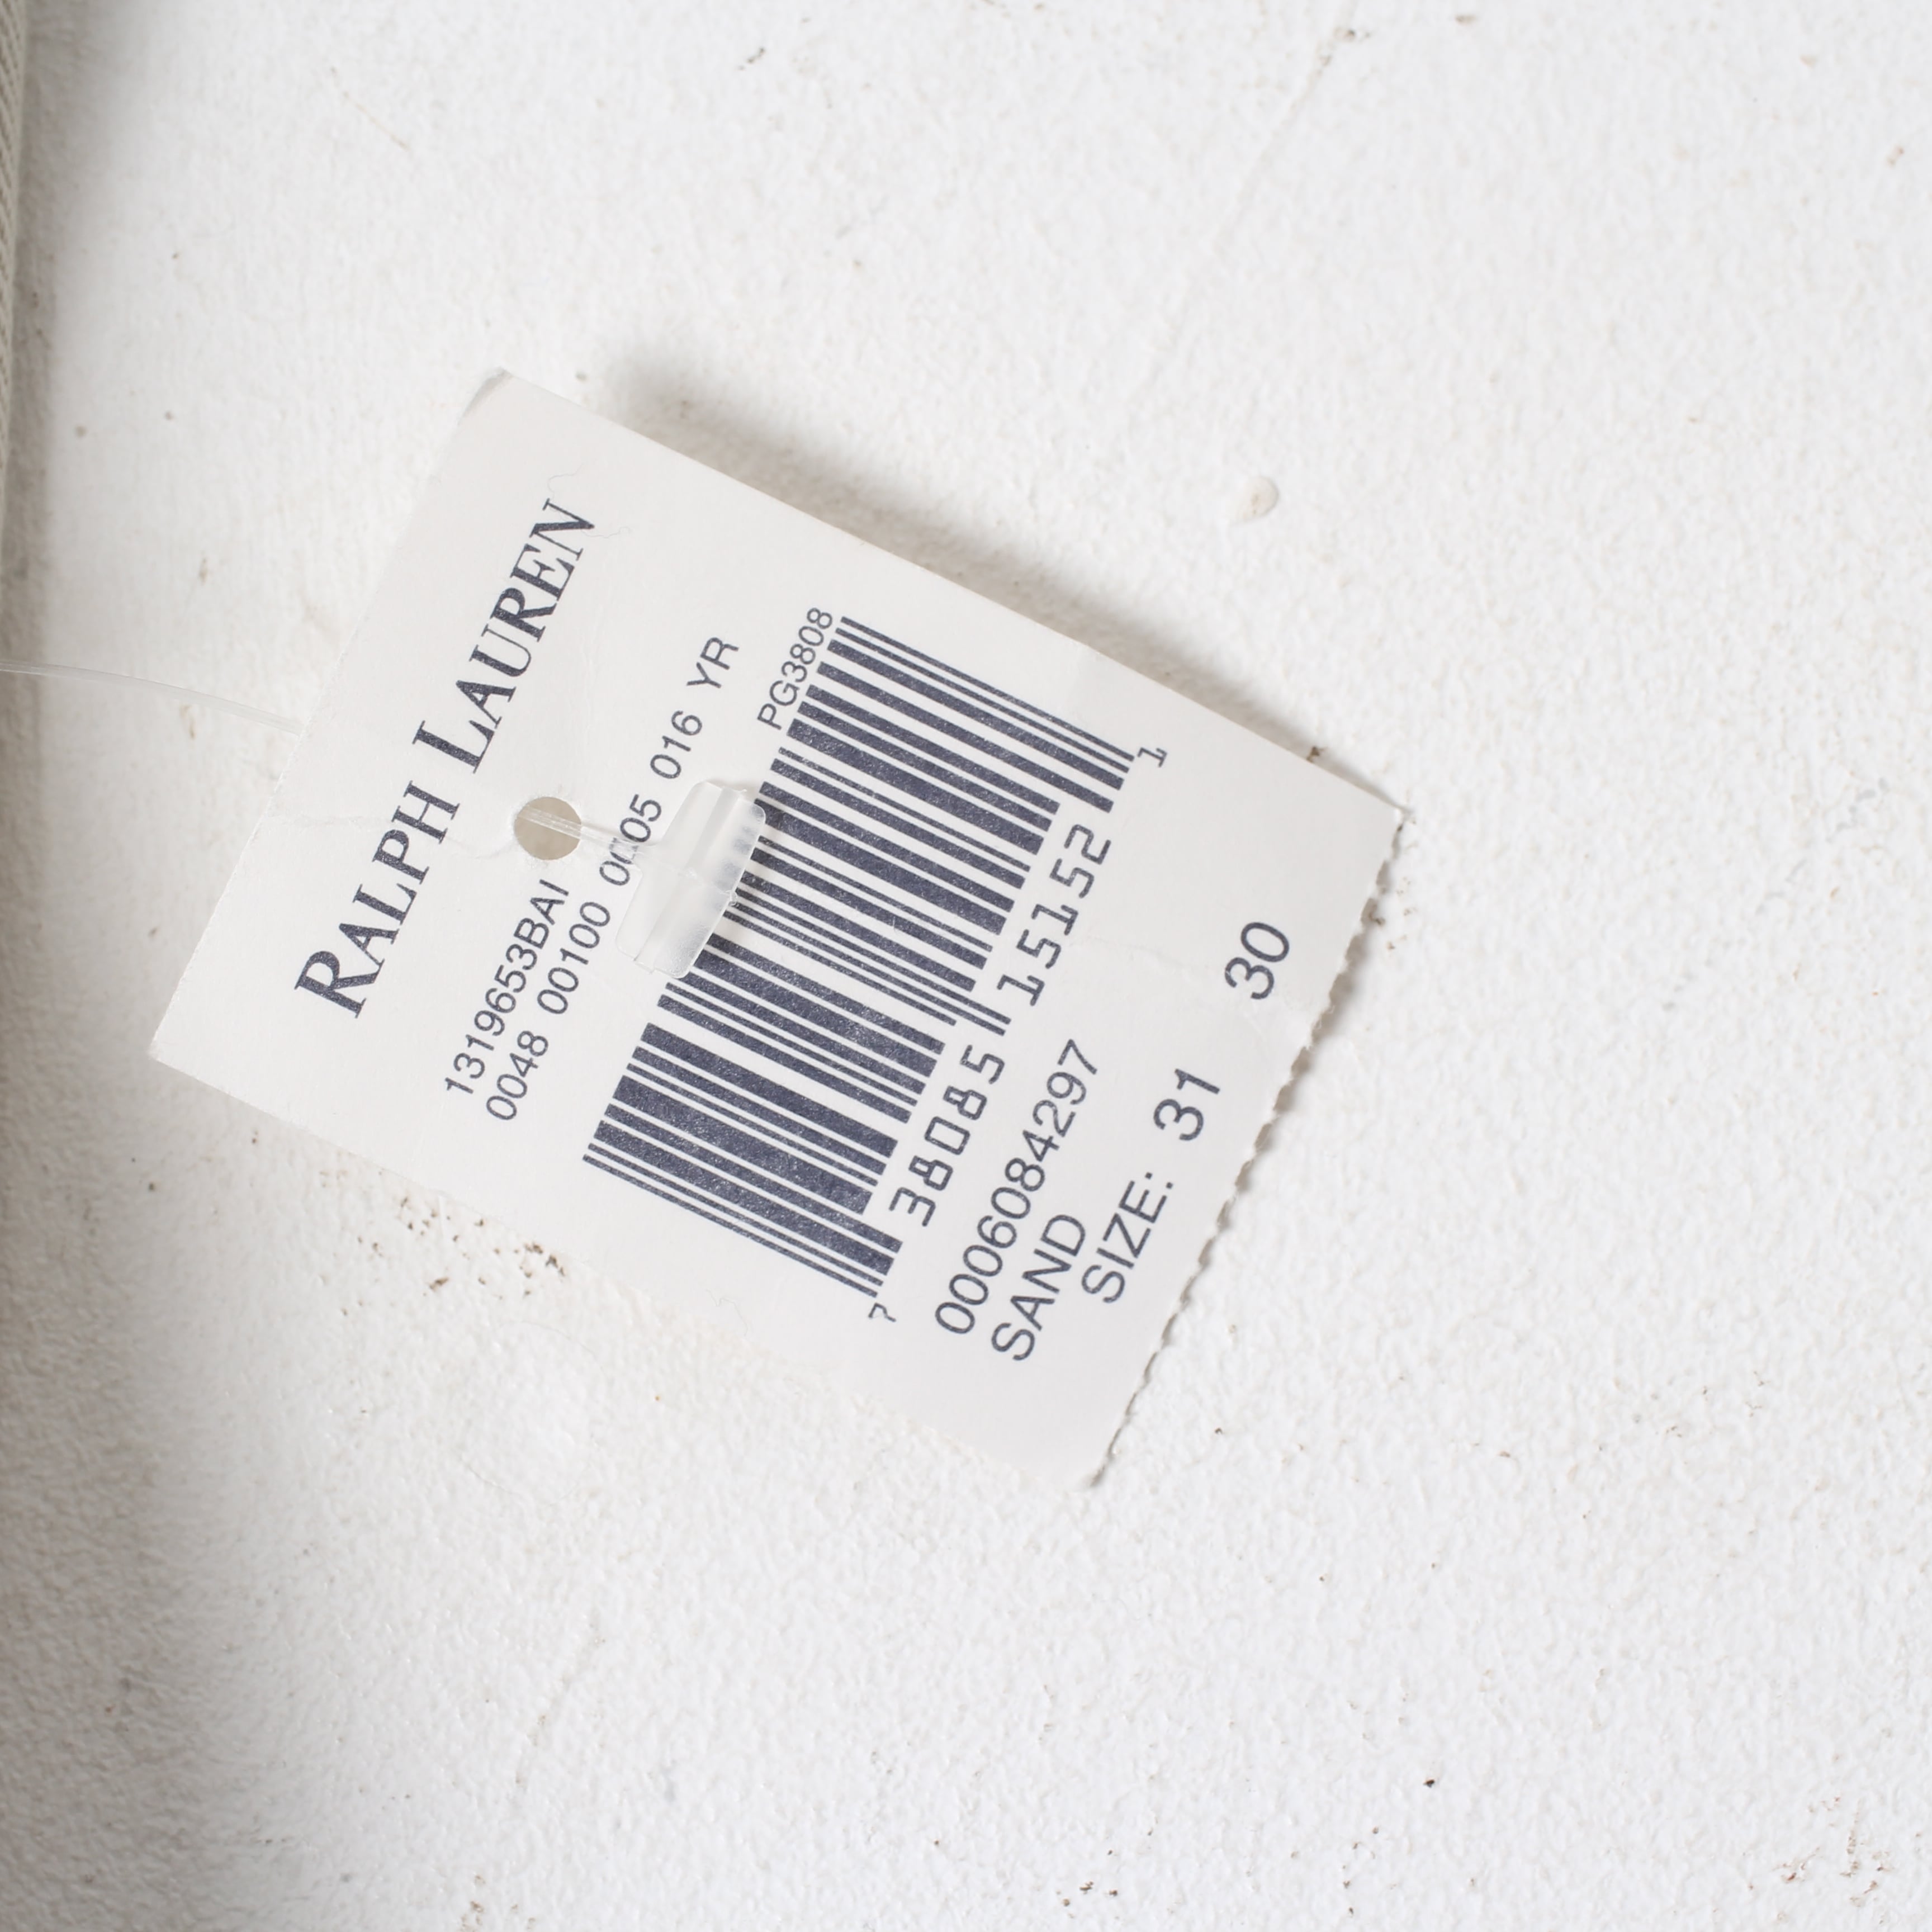 RALPH LAUREN
1319653BAI
0048 00100 0005 016 YR
PG3808
7 38085 15152 1
0006084297
SAND
SIZE: 31 30